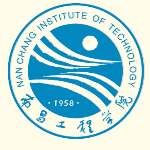 NAN CHANG INSTITUTE OF TECHNOLOGY
· 1958 ·
南昌工程学院